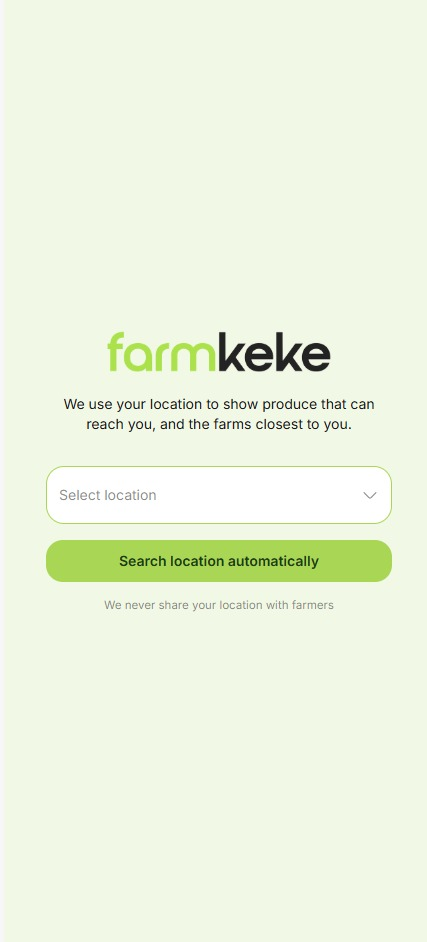 farmkeke
We use your location to show produce that can
reach you, and the farms closest to you.
Select location
Search location automatically
We never share your location with farmers